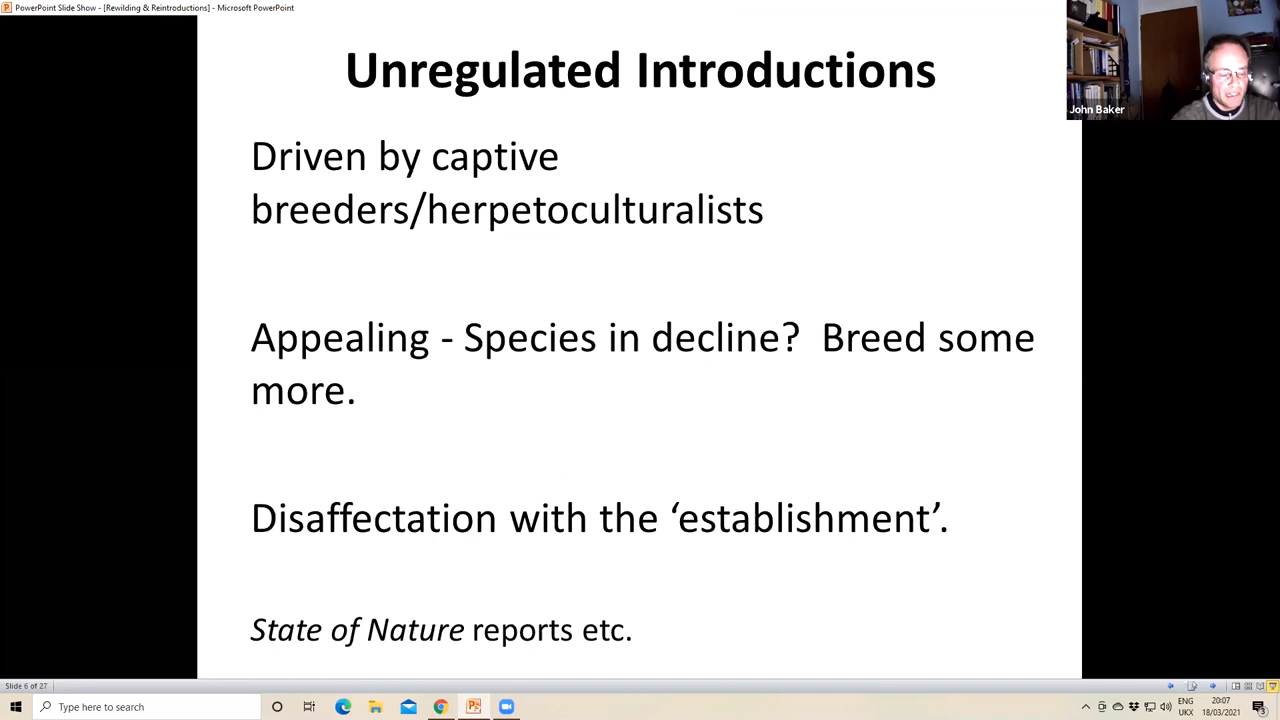 PowerPoint Slide Show - [Rewilding & Reintroductions] - Microsoft PowerPoint
Unregulated Introductions
John Baker
Driven by captive
breeders/herpetoculturalists
Appealing - Species in decline?  Breed some
more.
Disaffectation with the ‘establishment’.
State of Nature reports etc.
Slide 6 of 27
Type here to search
ENG
UKX
20:07
18/03/2021